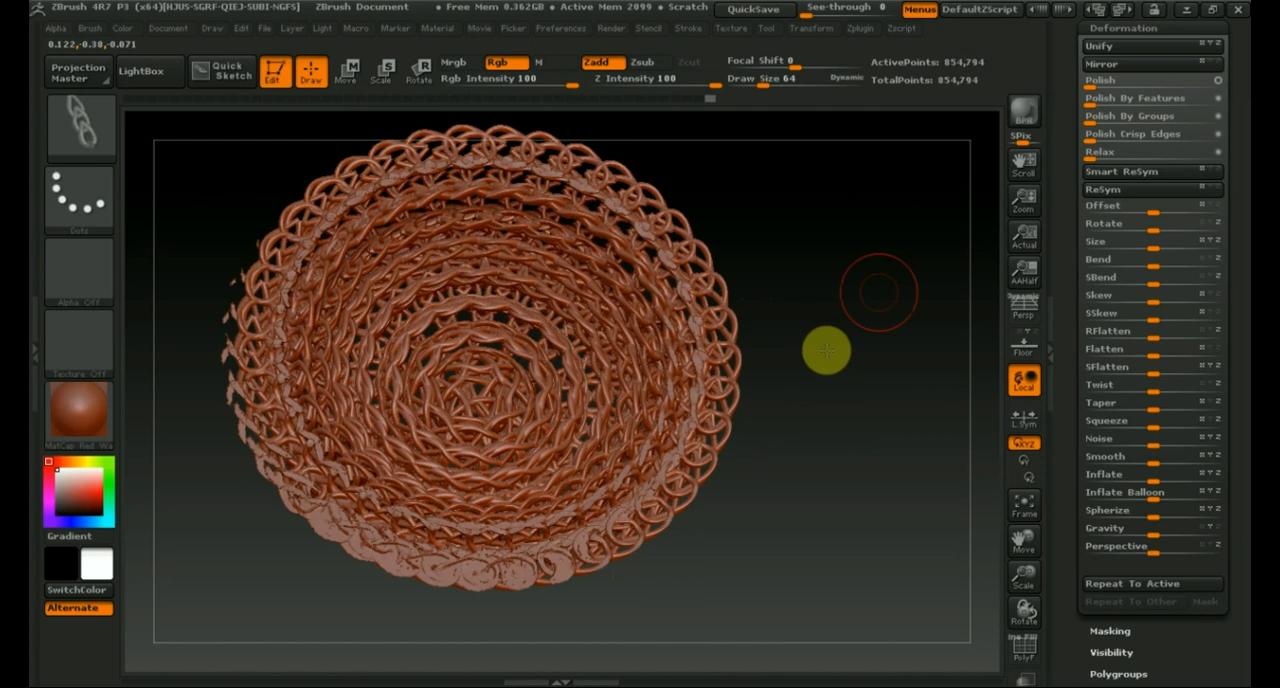 ZBrush 4R7 P3 (x64)[HJUS-SGRF-QIEJ-SUBI-NGFS] ZBrush Document • Free Mem 0.362GB • Active Mem 2099 • Scratch QuickSave See-through 0 Menus DefaultZScript
Alpha Brush Color Document Draw Edit File Layer Light Macro Marker Material Movie Picker Preferences Render Stencil Stroke Texture Tool Transform Zplugin Zscript
0.122,-0.38,-0.071
Projection Master
LightBox
Quick Sketch
Edit
Draw
Move
Scale
Rotate
Mrgb Rgb M
Rgb Intensity 100
Zadd Zsub Zcut
Z Intensity 100
Focal Shift 0
Draw Size 64 Dynamic
ActivePoints: 854,794
TotalPoints: 854,794
Dots
Alpha Off
Texture Off
MatCap Red Wa
Gradient
SwitchColor
Alternate
BPR
SPix
Scroll
Zoom
Actual
AAHalf
Dynamic
Persp
Floor
Local
L.Sym
XYZ
Frame
Move
Scale
Rotate
Line Fill
PolyF
Deformation
Unify
Mirror
Polish
Polish By Features
Polish By Groups
Polish Crisp Edges
Relax
Smart ReSym
ReSym
Offset
Rotate
Size
Bend
SBend
Skew
SSkew
RFlatten
Flatten
SFlatten
Twist
Taper
Squeeze
Noise
Smooth
Inflate
Inflate Balloon
Spherize
Gravity
Perspective
Repeat To Active
Repeat To Other Mask
Masking
Visibility
Polygroups